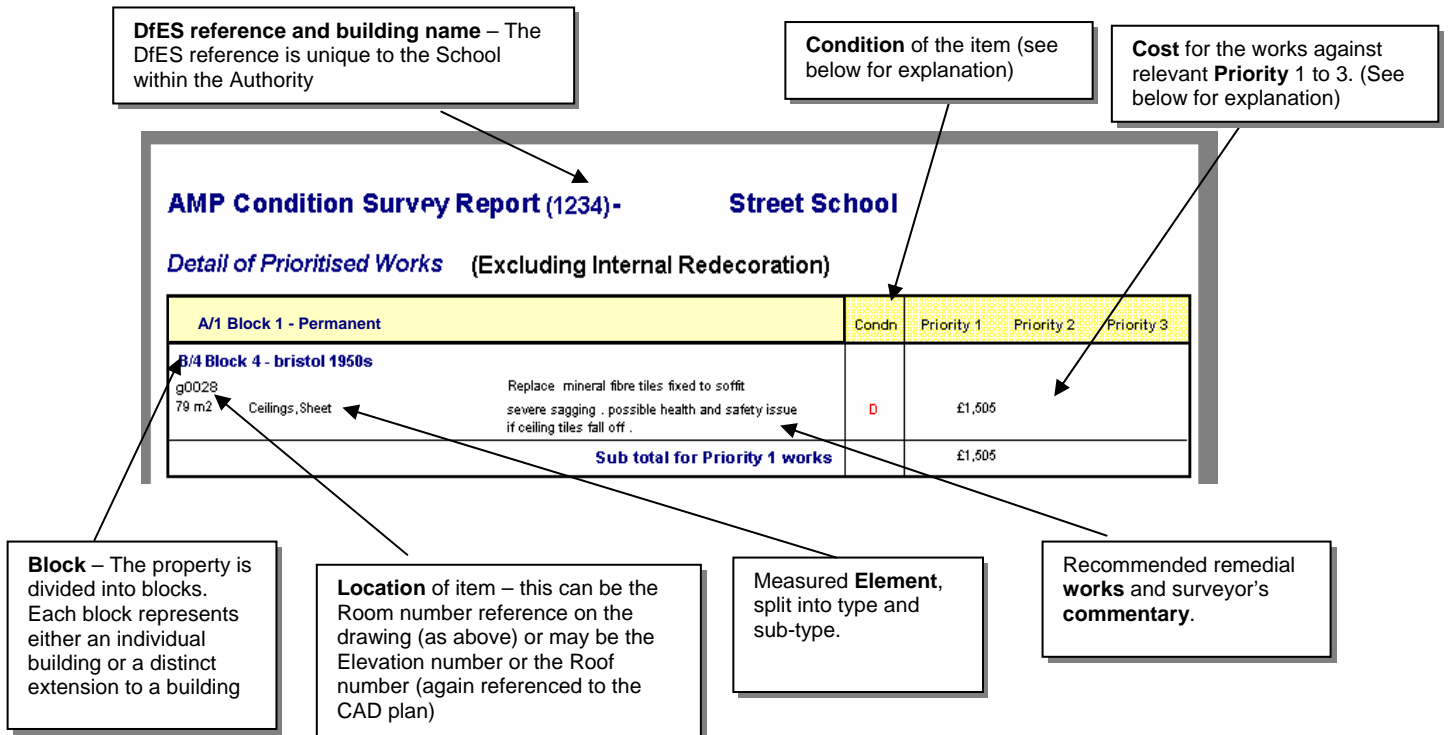 DfES reference and building name – The
DfES reference is unique to the School
within the Authority
Condition of the item (see
below for explanation)
Cost for the works against
relevant Priority 1 to 3. (See
below for explanation)
AMP Condition Survey Report (1234)- Street School
Detail of Prioritised Works (Excluding Internal Redecoration)
A/1 Block 1 - Permanent Condn Priority 1 Priority 2 Priority 3
B/4 Block 4 - bristol 1950s
g0028 Replace mineral fibre tiles fixed to soffit
79 m2 Ceilings,Sheet severe sagging . possible health and safety issue D £1,505
if ceiling tiles fall off .
Sub total for Priority 1 works £1,505
Block – The property is
divided into blocks.
Each block represents
either an individual
building or a distinct
extension to a building
Location of item – this can be the
Room number reference on the
drawing (as above) or may be the
Elevation number or the Roof
number (again referenced to the
CAD plan)
Measured Element,
split into type and
sub-type.
Recommended remedial
works and surveyor's
commentary.